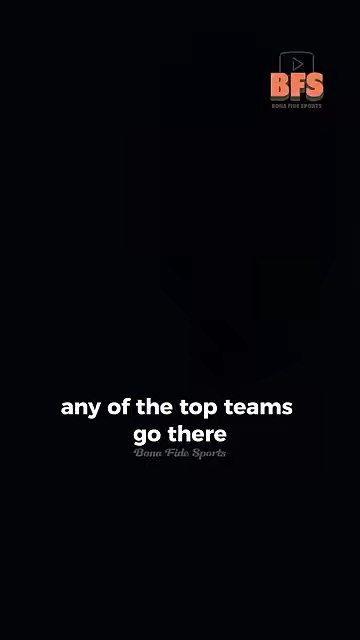 BFS
BONA FIDE SPORTS
any of the top teams
go there
Bona Fide Sports